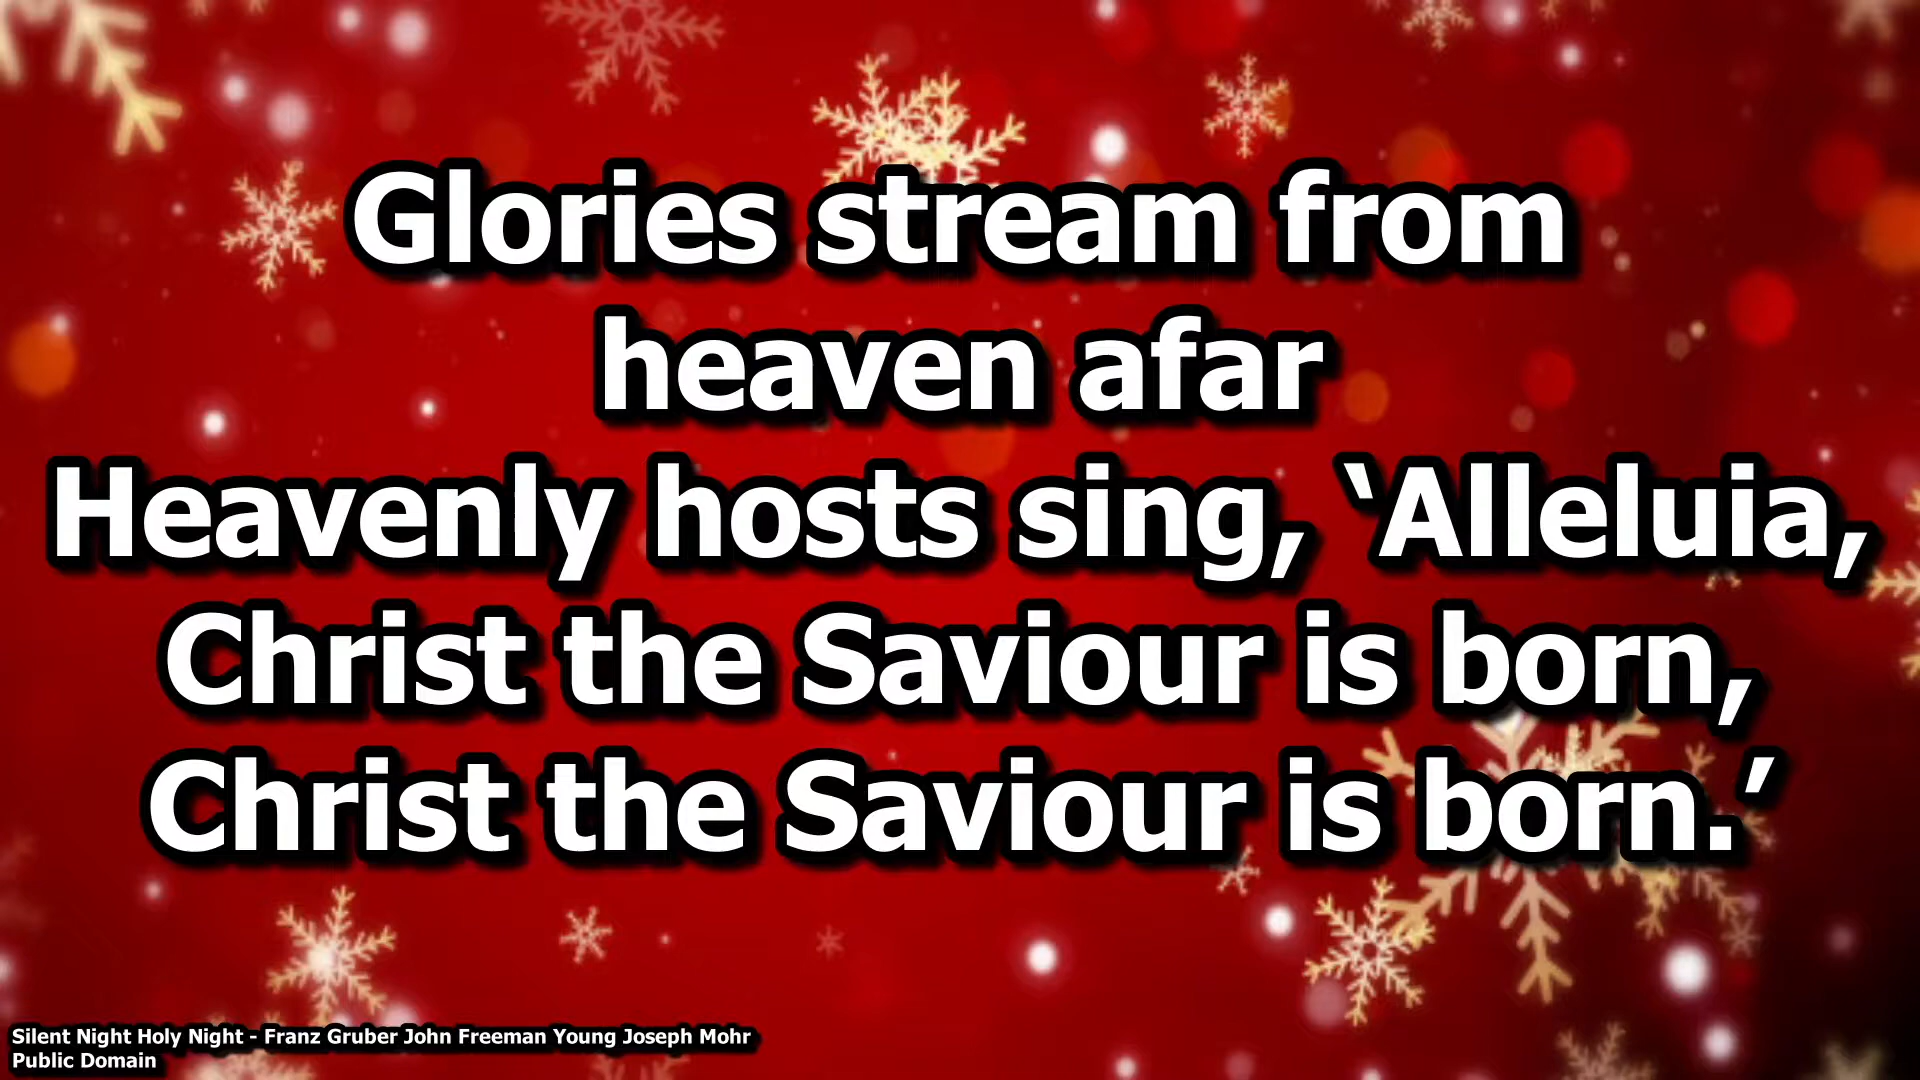 Glories stream from
heaven afar
Heavenly hosts sing, ‘Alleluia,
Christ the Saviour is born,
Christ the Saviour is born.’
Silent Night Holy Night - Franz Gruber John Freeman Young Joseph Mohr
Public Domain